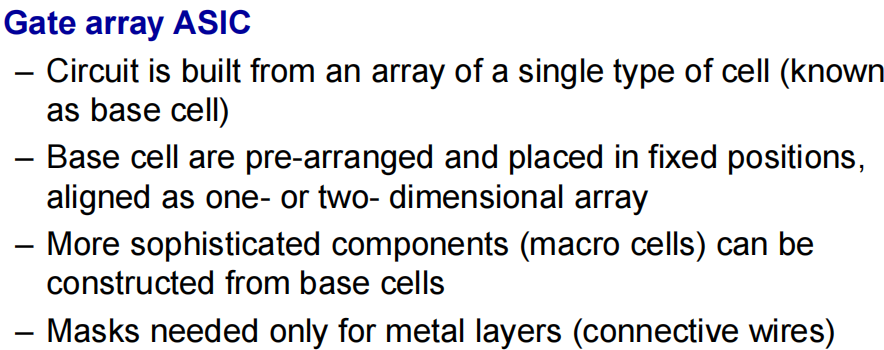 Gate array ASIC
– Circuit is built from an array of a single type of cell (known
as base cell)
– Base cell are pre-arranged and placed in fixed positions,
aligned as one- or two- dimensional array
– More sophisticated components (macro cells) can be
constructed from base cells
– Masks needed only for metal layers (connective wires)